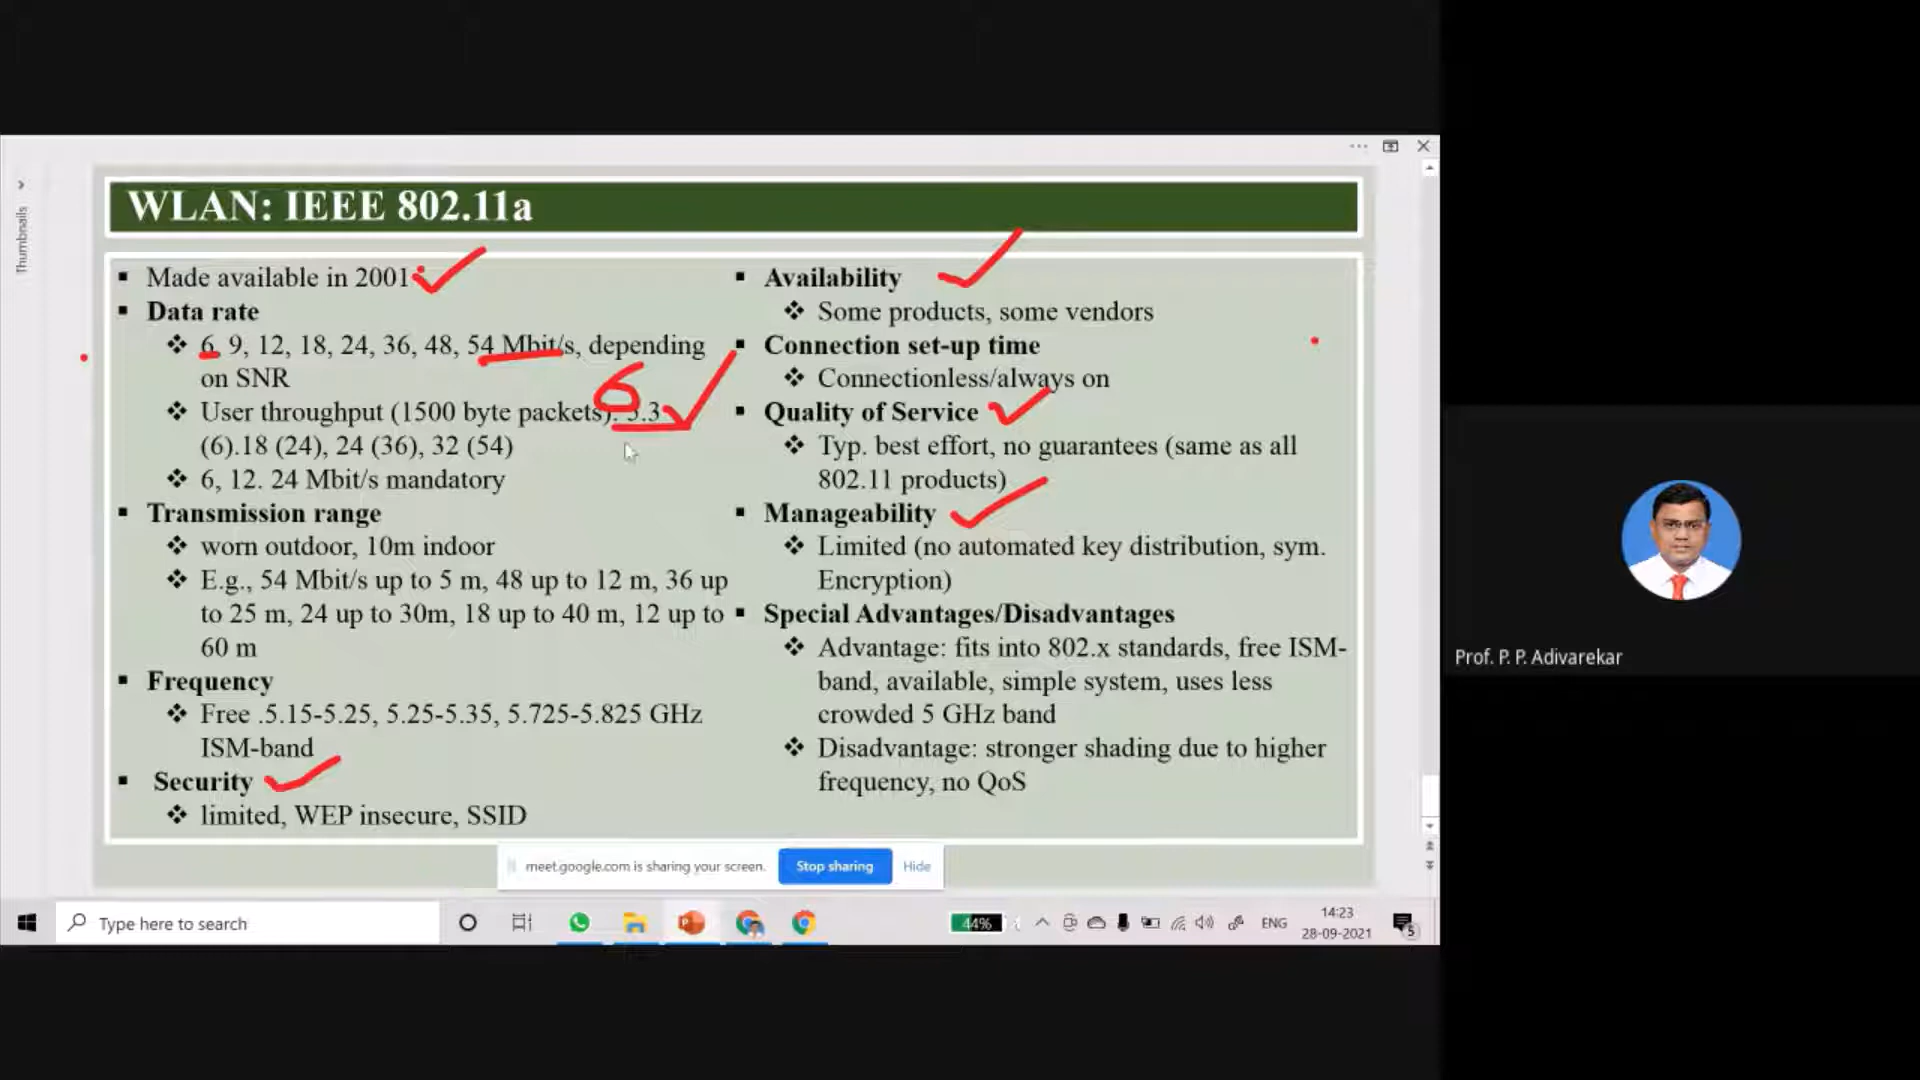 Thumbnails
WLAN: IEEE 802.11a
▪ Made available in 2001
▪ Data rate
❖ 6, 9, 12, 18, 24, 36, 48, 54 Mbit/s, depending
on SNR
❖ User throughput (1500 byte packets): 5.3
(6).18 (24), 24 (36), 32 (54)
❖ 6, 12. 24 Mbit/s mandatory
▪ Transmission range
❖ worn outdoor, 10m indoor
❖ E.g., 54 Mbit/s up to 5 m, 48 up to 12 m, 36 up
to 25 m, 24 up to 30m, 18 up to 40 m, 12 up to
60 m
▪ Frequency
❖ Free .5.15-5.25, 5.25-5.35, 5.725-5.825 GHz
ISM-band
▪ Security
❖ limited, WEP insecure, SSID
6
▪ Availability
❖ Some products, some vendors
▪ Connection set-up time
❖ Connectionless/always on
▪ Quality of Service
❖ Typ. best effort, no guarantees (same as all
802.11 products)
▪ Manageability
❖ Limited (no automated key distribution, sym.
Encryption)
▪ Special Advantages/Disadvantages
❖ Advantage: fits into 802.x standards, free ISM-
band, available, simple system, uses less
crowded 5 GHz band
❖ Disadvantage: stronger shading due to higher
frequency, no QoS
meet.google.com is sharing your screen. Stop sharing Hide
Type here to search
44%
ENG
14:23
28-09-2021
5
Prof. P. P. Adivarekar